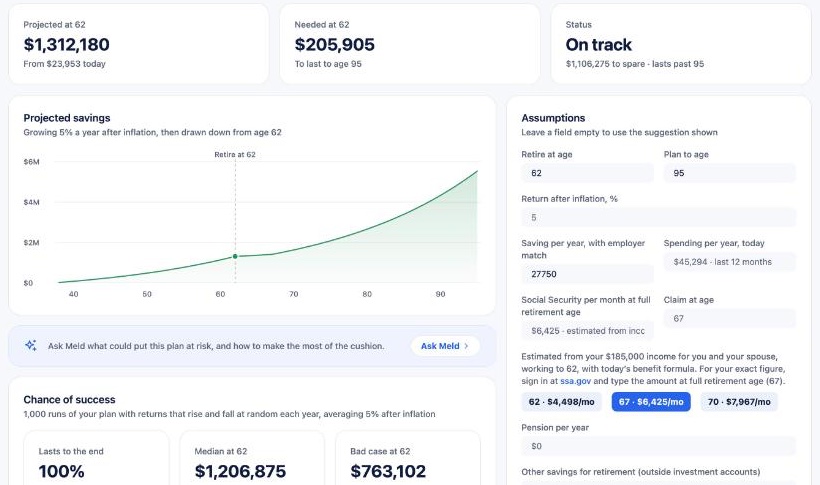 Projected at 62
$1,312,180
From $23,953 today
Needed at 62
$205,905
To last to age 95
Status
On track
$1,106,275 to spare · lasts past 95
Projected savings
Growing 5% a year after inflation, then drawn down from age 62
Retire at 62
$6M
$4M
$2M
$0
40 50 60 70 80 90
Ask Meld what could put this plan at risk, and how to make the most of the scenario.
Ask Meld
Chance of success
1,000 runs of your plan with returns that rise and fall at random each year, averaging 5% after inflation
Lasts to the end
100%
Median at 62
$1,206,875
Bad case at 62
$763,102
Assumptions
Leave a field empty to use the suggestion shown
Retire at age
62
Plan to age
95
Return after inflation, %
5
Saving per year, with employer
match
27750
Spending per year, today
$45,294 · last 12 months
Social Security per month at full
retirement age
$6,425 · estimated from incc
Claim at age
67
Estimated from your $185,000 income for you and your spouse,
working to 62, with today's benefit formula. For your exact figure,
sign in at ssa.gov and type the amount at full retirement age (67).
62 · $4,498/mo
67 · $6,425/mo
70 · $7,967/mo
Pension per year
$0
Other savings for retirement (outside investment accounts)